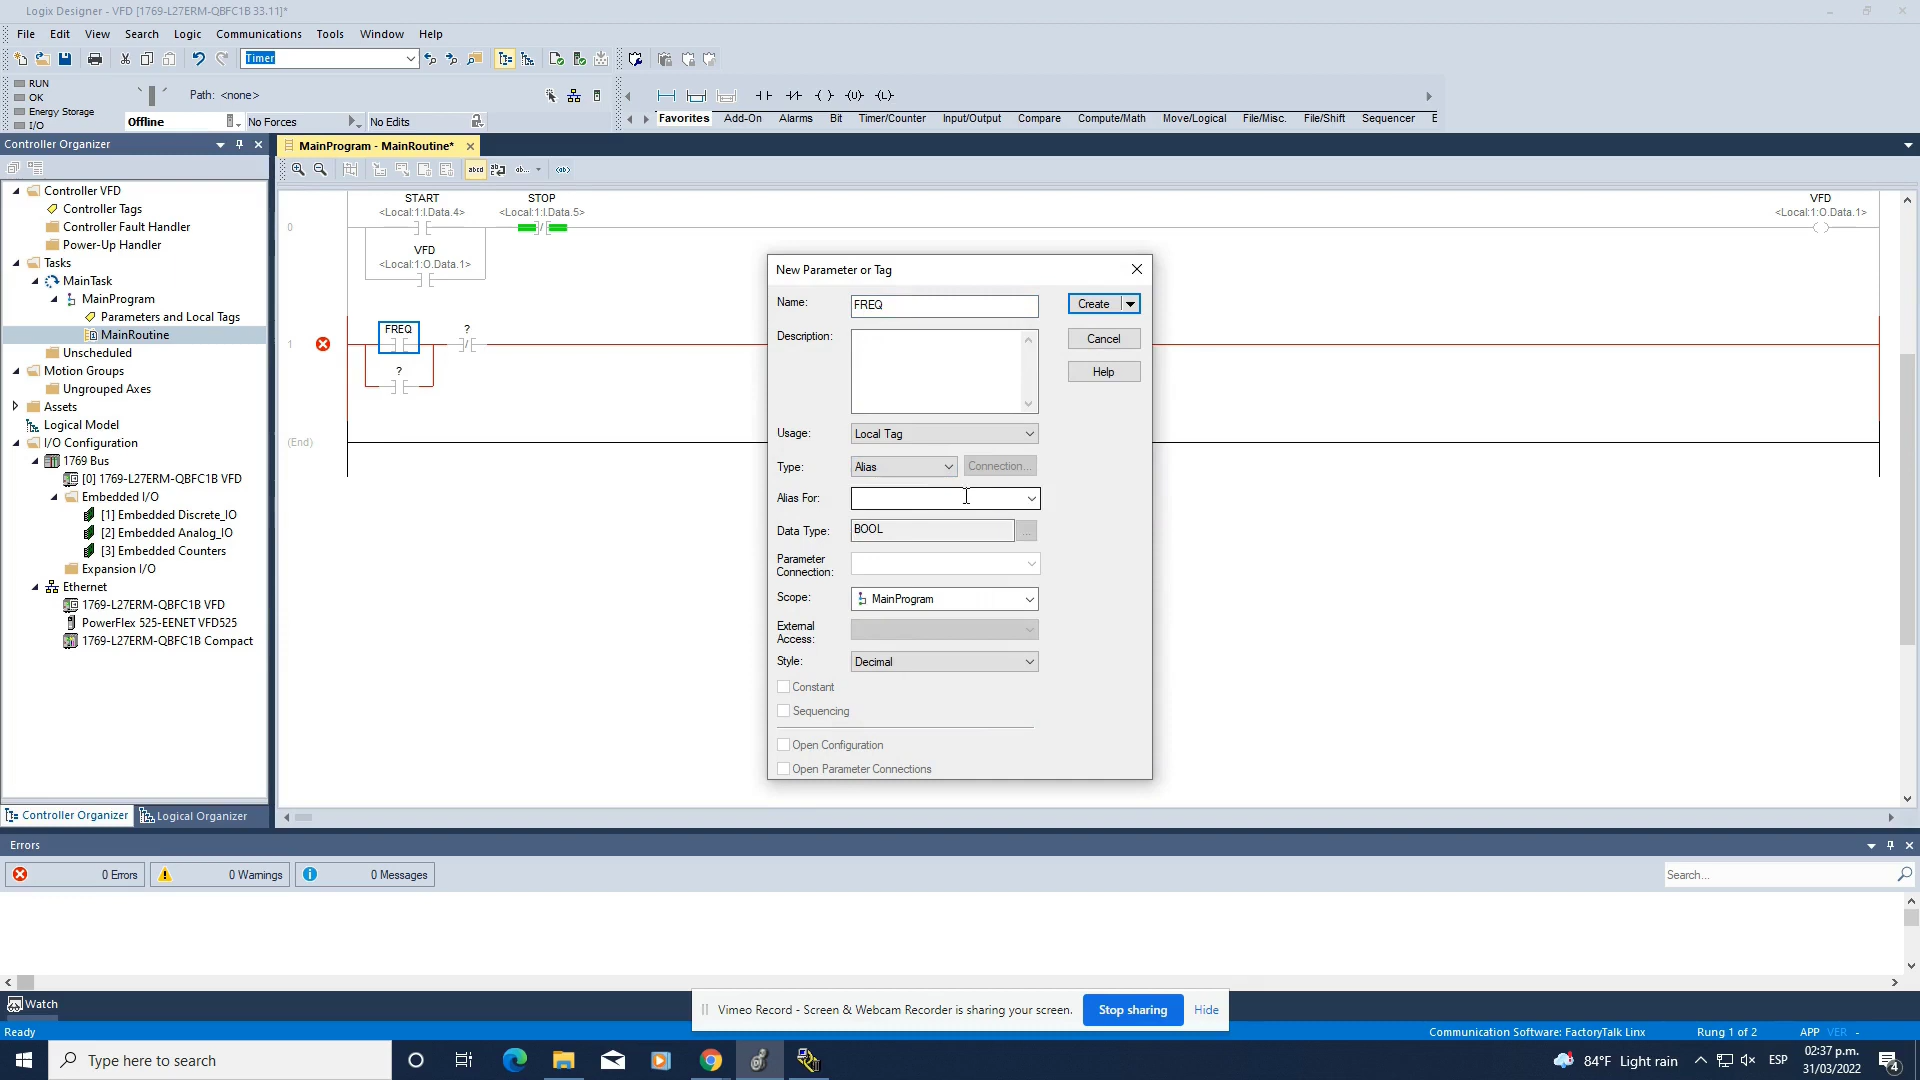 Logix Designer - VFD [1769-L27ERM-QBFC1B 33.11]*
File Edit View Search Logic Communications Tools Window Help
Timer
RUN
OK
Energy Storage
I/O
Path: <none>
Offline No Forces No Edits
Favorites Add-On Alarms Bit Timer/Counter Input/Output Compare Compute/Math Move/Logical File/Misc. File/Shift Sequencer E
Controller Organizer
MainProgram - MainRoutine*
Controller VFD
Controller Tags
Controller Fault Handler
Power-Up Handler
Tasks
MainTask
MainProgram
Parameters and Local Tags
MainRoutine
Unscheduled
Motion Groups
Ungrouped Axes
Assets
Logical Model
I/O Configuration
1769 Bus
[0] 1769-L27ERM-QBFC1B VFD
Embedded I/O
[1] Embedded Discrete_IO
[2] Embedded Analog_IO
[3] Embedded Counters
Expansion I/O
Ethernet
1769-L27ERM-QBFC1B VFD
PowerFlex 525-EENET VFD525
1769-L27ERM-QBFC1B Compact
Controller Organizer Logical Organizer
START STOP VFD
<Local:1:I.Data.4> <Local:1:I.Data.5> <Local:1:O.Data.1>
0
VFD
<Local:1:O.Data.1>
FREQ ?
1
?
(End)
New Parameter or Tag
Name: FREQ Create
Description: Cancel
Help
Usage: Local Tag
Type: Alias Connection...
Alias For:
Data Type: BOOL ...
Parameter
Connection:
Scope: MainProgram
External
Access:
Style: Decimal
Constant
Sequencing
Open Configuration
Open Parameter Connections
Errors
0 Errors 0 Warnings 0 Messages Search...
Watch
Vimeo Record - Screen & Webcam Recorder is sharing your screen. Stop sharing Hide
Ready Communication Software: FactoryTalk Linx Rung 1 of 2 APP VER -
Type here to search 84°F Light rain ESP 02:37 p.m.
31/03/2022 4